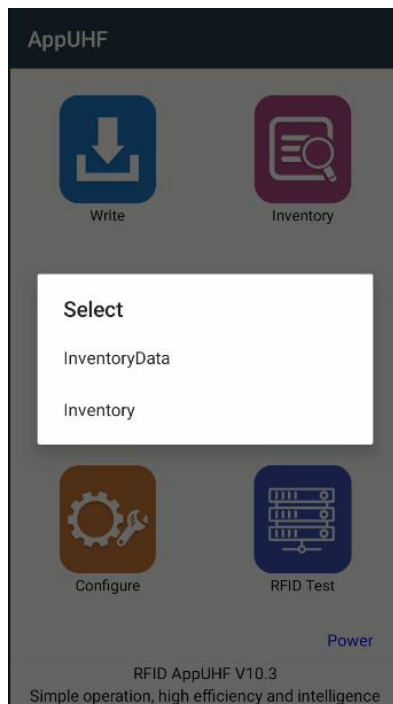 AppUHF
Write
Inventory
Select
InventoryData
Inventory
Configure
RFID Test
Power
RFID AppUHF V10.3
Simple operation, high efficiency and intelligence